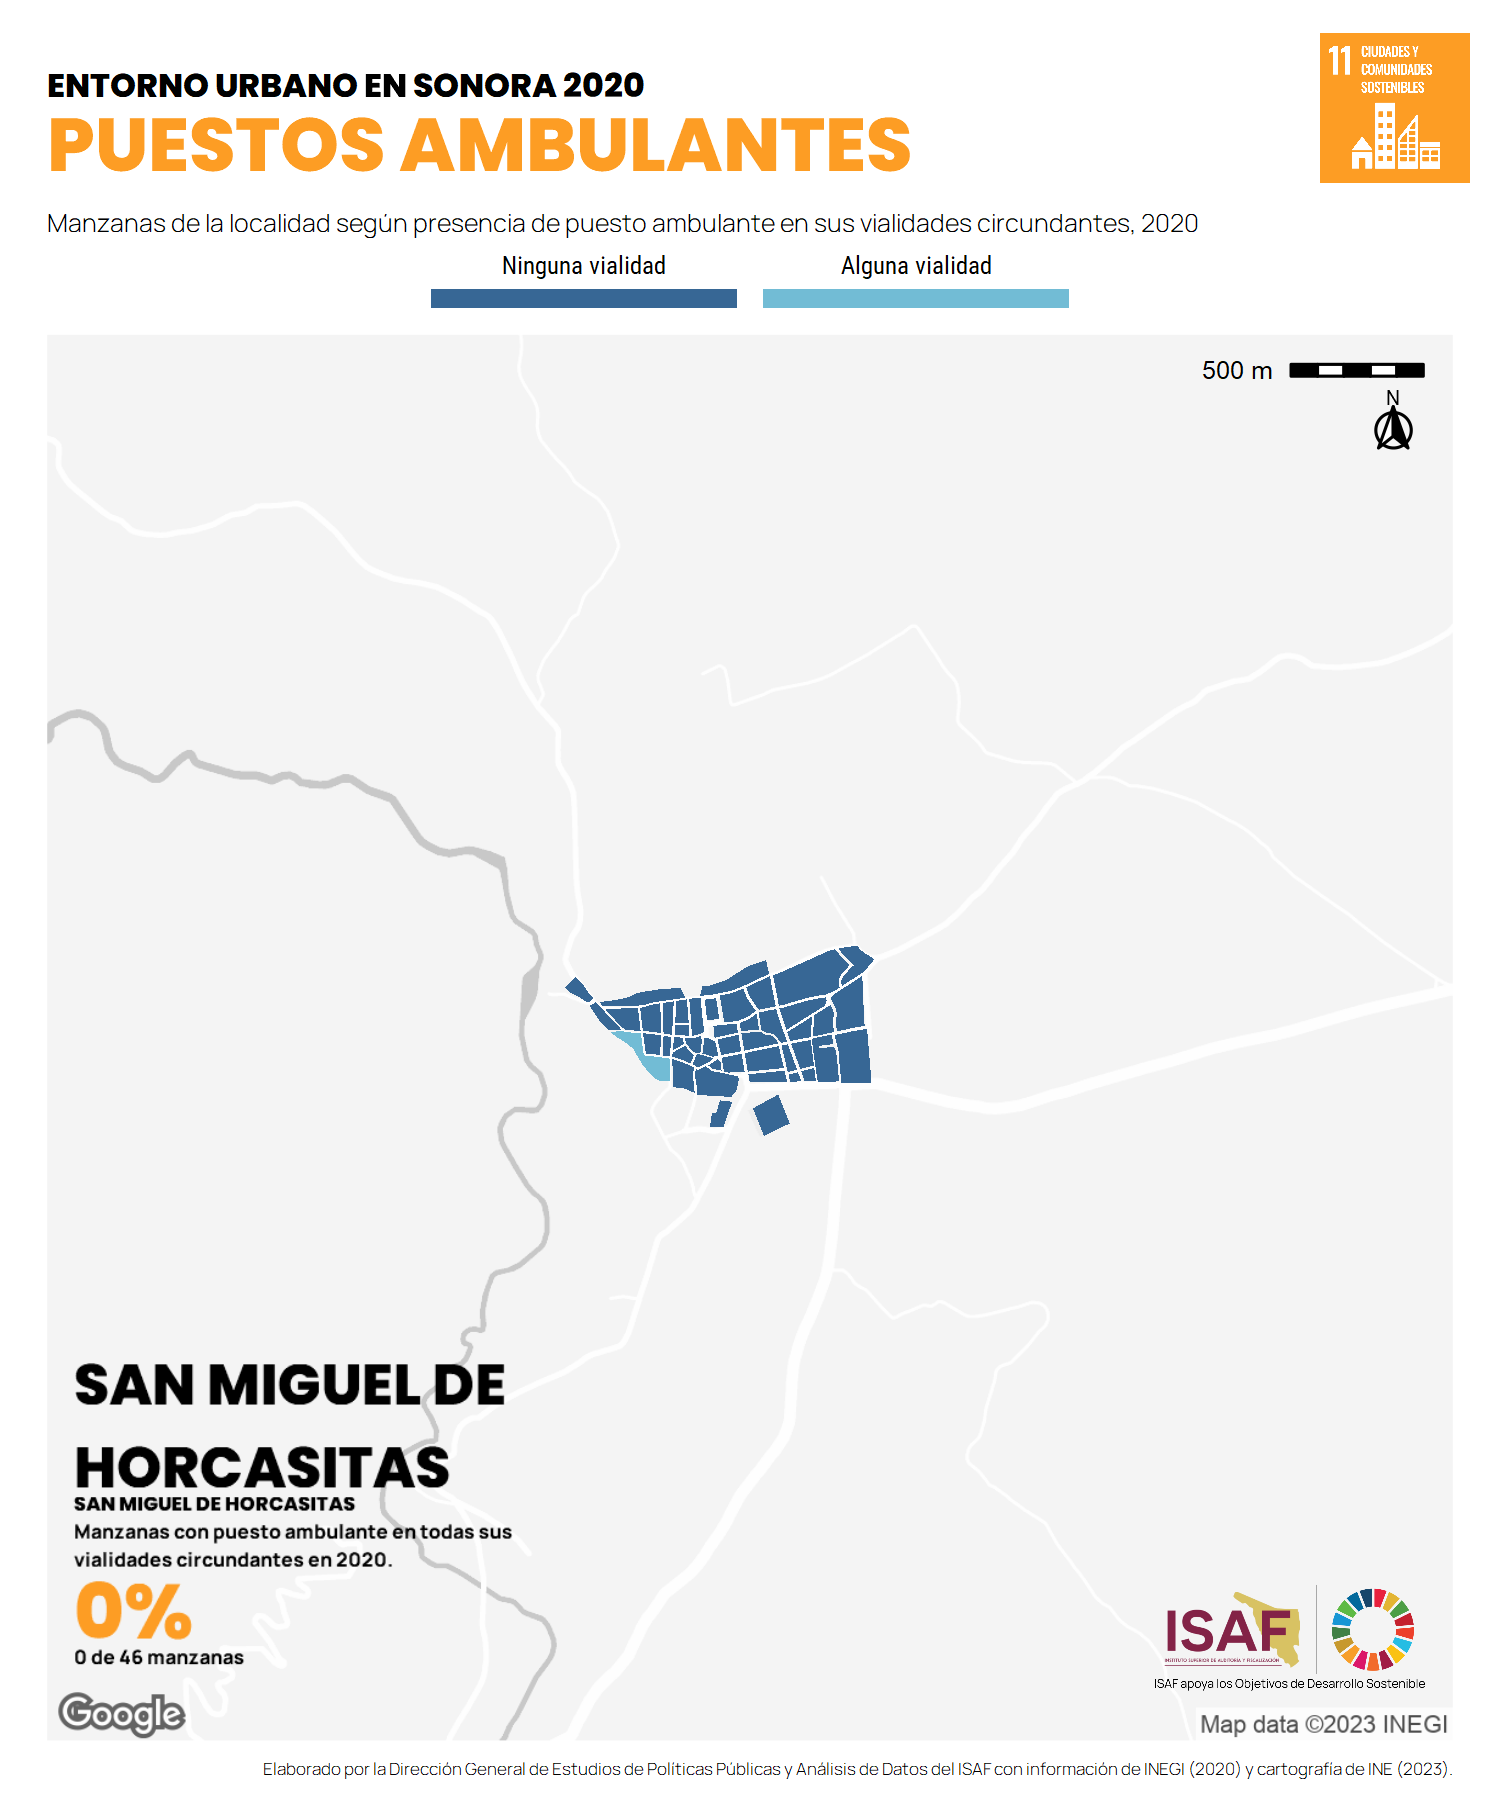 ENTORNO URBANO EN SONORA 2020
PUESTOS AMBULANTES
11 CIUDADES Y
COMUNIDADES
SOSTENIBLES
Manzanas de la localidad según presencia de puesto ambulante en sus vialidades circundantes, 2020
Ninguna vialidad
Alguna vialidad
500 m
N
SAN MIGUEL DE
HORCASITAS
SAN MIGUEL DE HORCASITAS
Manzanas con puesto ambulante en todas sus
vialidades circundantes en 2020.
0%
0 de 46 manzanas
Google
ISAF
INSTITUTO SUPERIOR DE AUDITORÍA Y FISCALIZACIÓN
ISAF apoya los Objetivos de Desarrollo Sostenible
Map data ©2023 INEGI
Elaborado por la Dirección General de Estudios de Políticas Públicas y Análisis de Datos del ISAF con información de INEGI (2020) y cartografía de INE (2023).